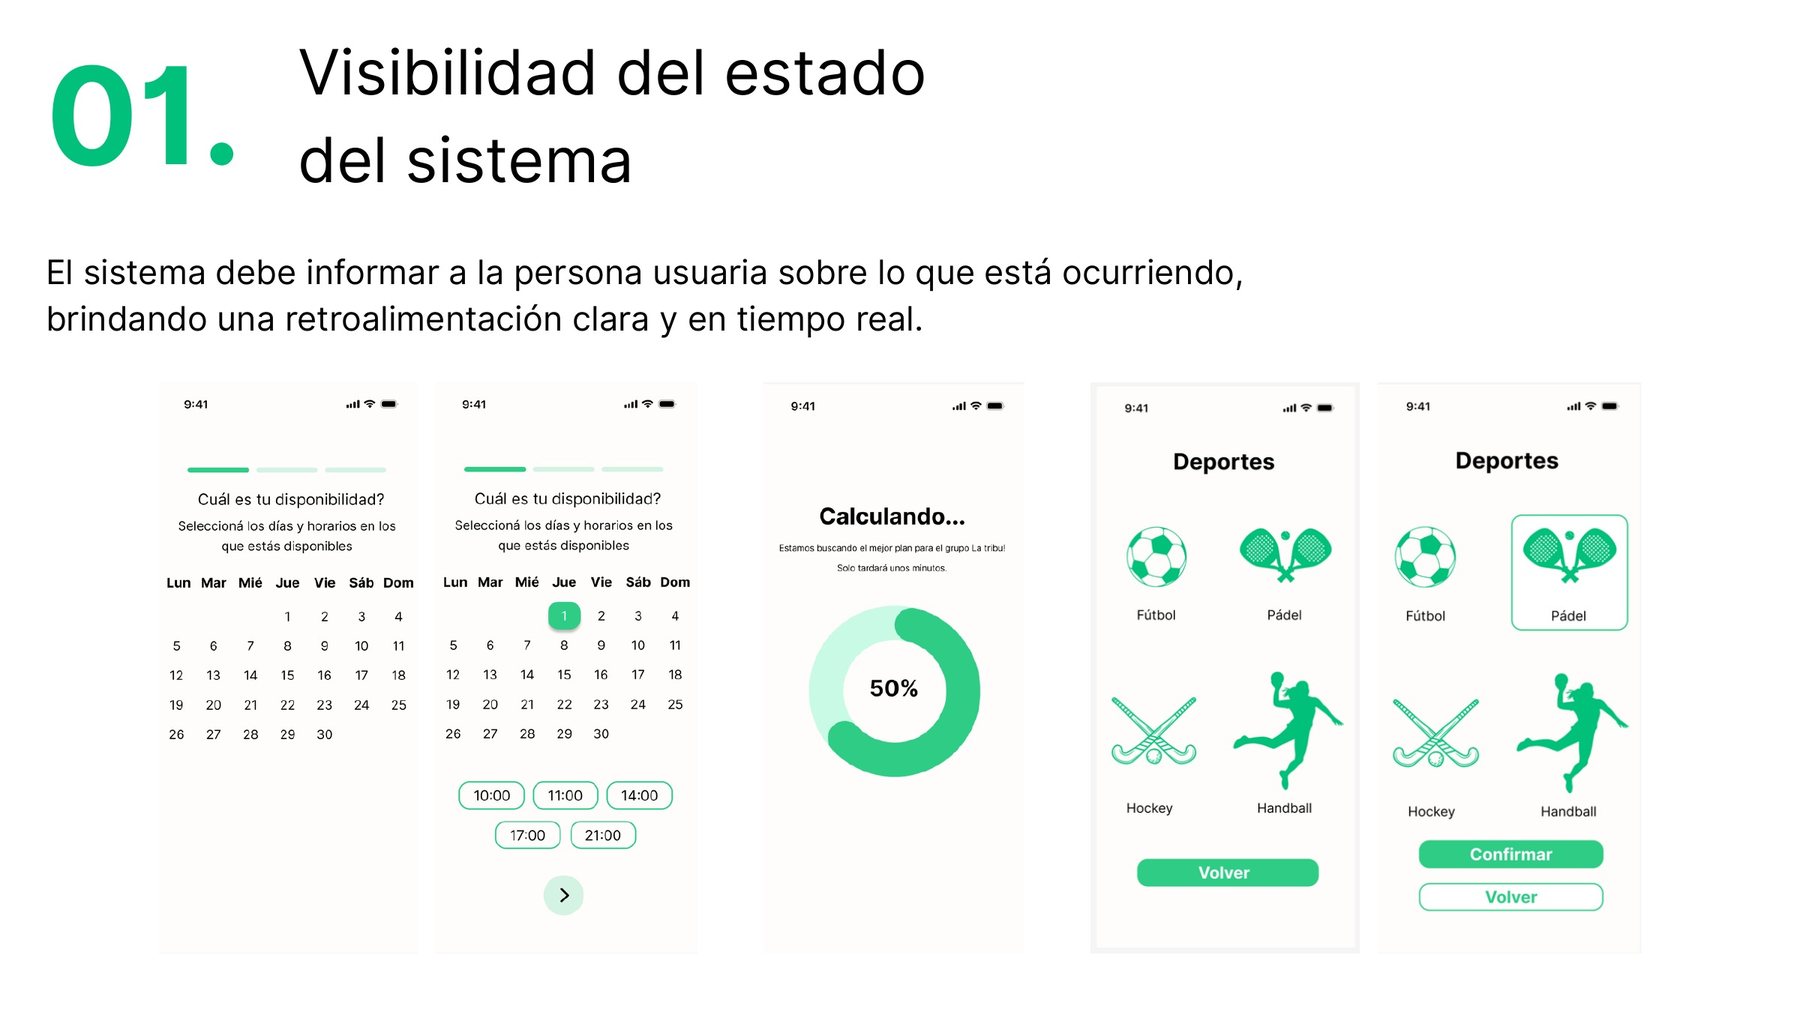 01.
Visibilidad del estado
del sistema
El sistema debe informar a la persona usuaria sobre lo que está ocurriendo,
brindando una retroalimentación clara y en tiempo real.
9:41
Cuál es tu disponibilidad?
Seleccioná los días y horarios en los
que estás disponibles
Lun Mar Mié Jue Vie Sáb Dom
1 2 3 4
5 6 7 8 9 10 11
12 13 14 15 16 17 18
19 20 21 22 23 24 25
26 27 28 29 30
9:41
Cuál es tu disponibilidad?
Seleccioná los días y horarios en los
que estás disponibles
Lun Mar Mié Jue Vie Sáb Dom
1 2 3 4
5 6 7 8 9 10 11
12 13 14 15 16 17 18
19 20 21 22 23 24 25
26 27 28 29 30
10:00 11:00 14:00
17:00 21:00
9:41
Calculando...
Estamos buscando el mejor plan para el grupo La tribu!
Solo tardará unos minutos.
50%
9:41
Deportes
Fútbol Pádel
Hockey Handball
Volver
9:41
Deportes
Fútbol Pádel
Hockey Handball
Confirmar
Volver